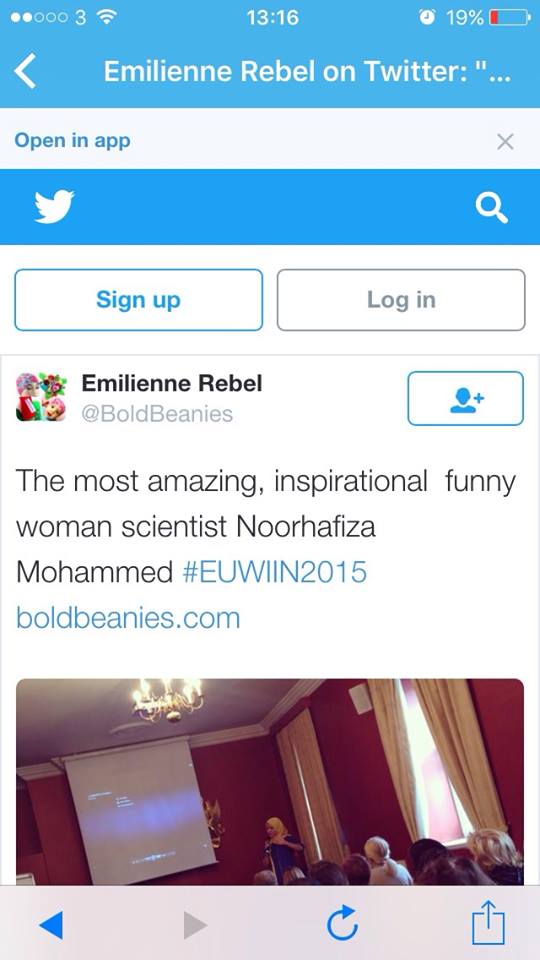 3 13:16 19%
Emilienne Rebel on Twitter: "...
Open in app
Sign up Log in
Emilienne Rebel
@BoldBeanies
The most amazing, inspirational funny
woman scientist Noorhafiza
Mohammed #EUWIIN2015
boldbeanies.com